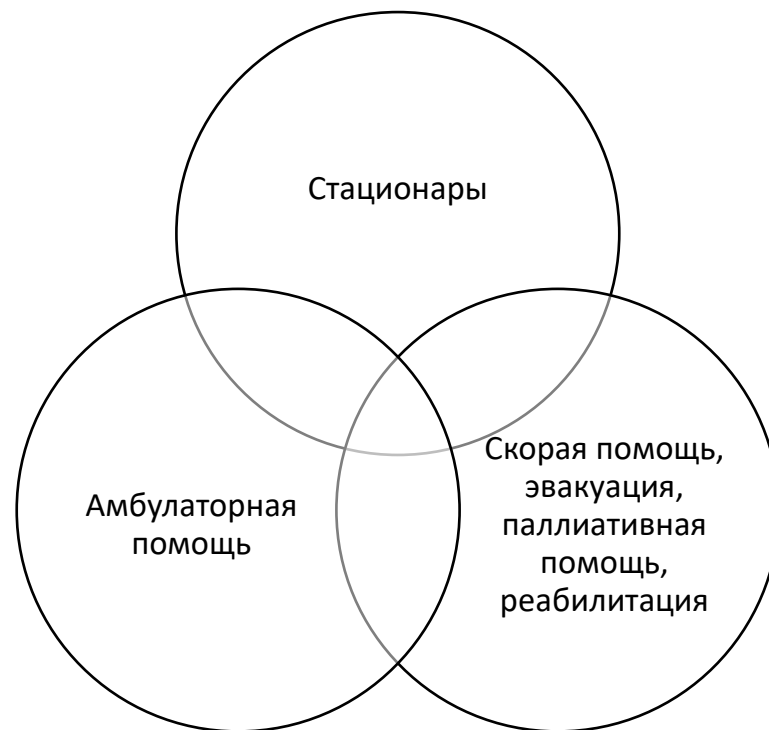 Стационары
Амбулаторная
помощь
Скорая помощь,
эвакуация,
паллиативная
помощь,
реабилитация